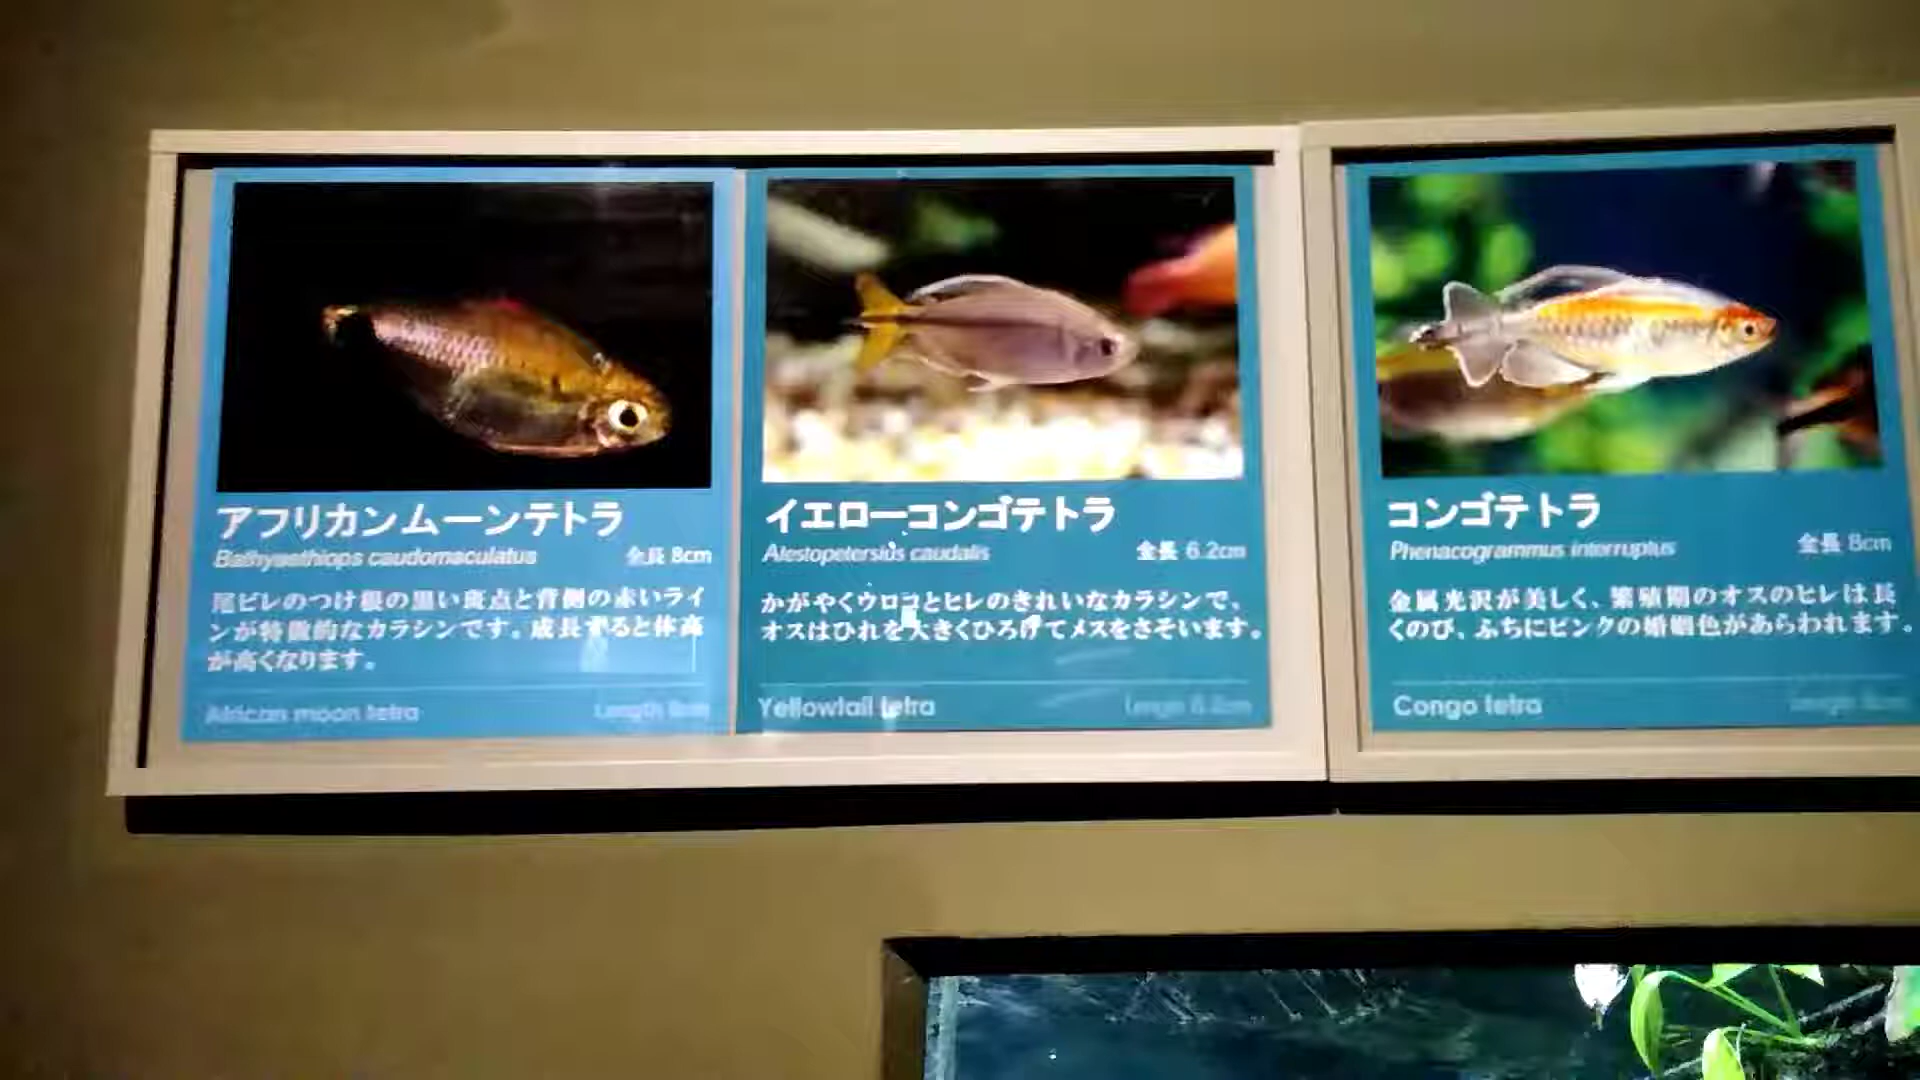 アフリカンムーンテトラ
Bathyaethiops caudomaculatus 全長 8cm
尾ビレのつけ根の黒い斑点と背側の赤いライ
ンが特徴的なカラシンです。成長すると体高
が高くなります。
African moon tetra Length 8cm
イエローコンゴテトラ
Alestopetersius caudalis 全長 6.2cm
かがやくウロコとヒレのきれいなカラシンで、
オスはひれを大きくひろげてメスをさそいます。
Yellowtail tetra
コンゴテトラ
Phenacogrammus interruptus 全長 8cm
金属光沢が美しく、繁殖期のオスのヒレは長
くのび、ふちにピンクの婚姻色があらわれます。
Congo tetra